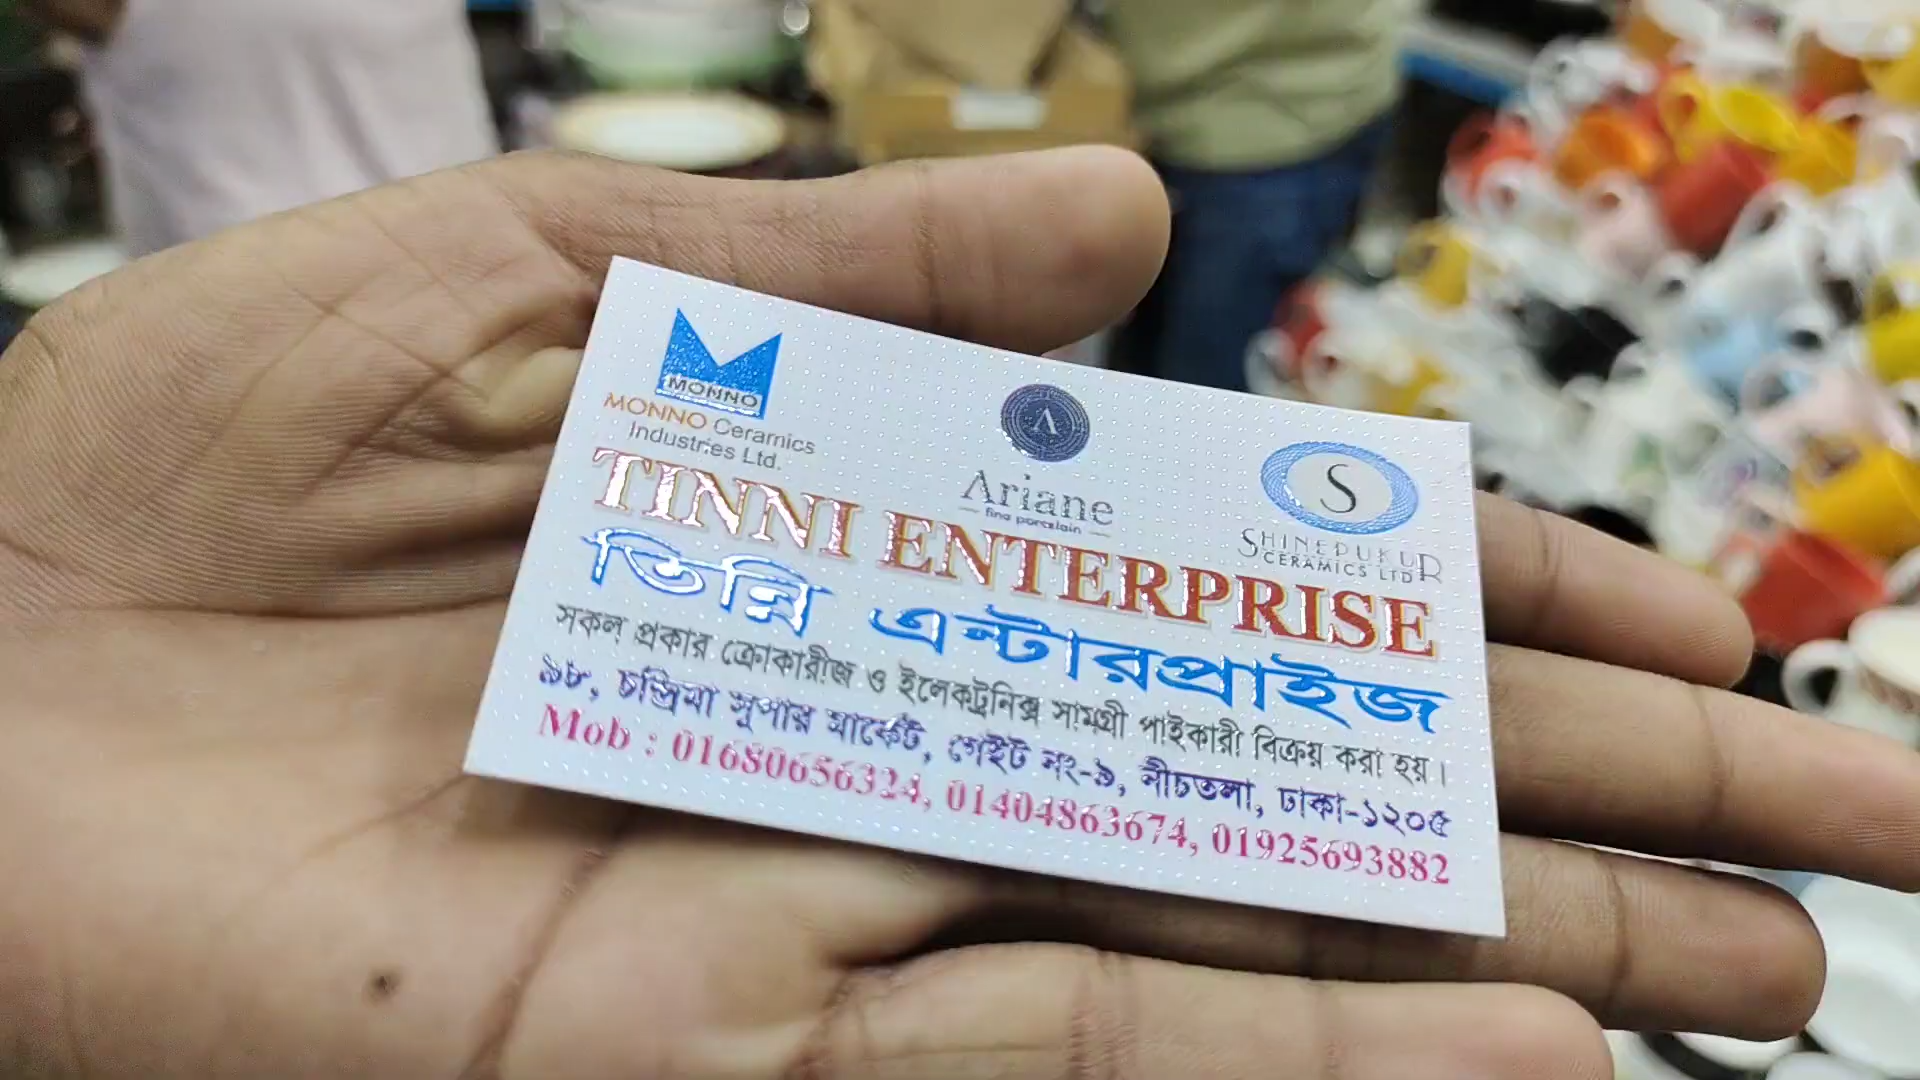 MONNO
MONNO Ceramics
Industries Ltd.
Λ
Ariane
fine porcelain
S
SHINEPUKUR
CERAMICS LTD
TINNI ENTERPRISE
তিন্নি এন্টারপ্রাইজ
সকল প্রকার ক্রোকারীজ ও ইলেকট্রনিক্স সামগ্রী পাইকারী বিক্রয় করা হয়।
৯৮, চন্দ্রিমা সুপার মার্কেট, গেইট নং-৯, নীচতলা, ঢাকা-১২০৫
Mob : 01680656324, 01404863674, 01925693882